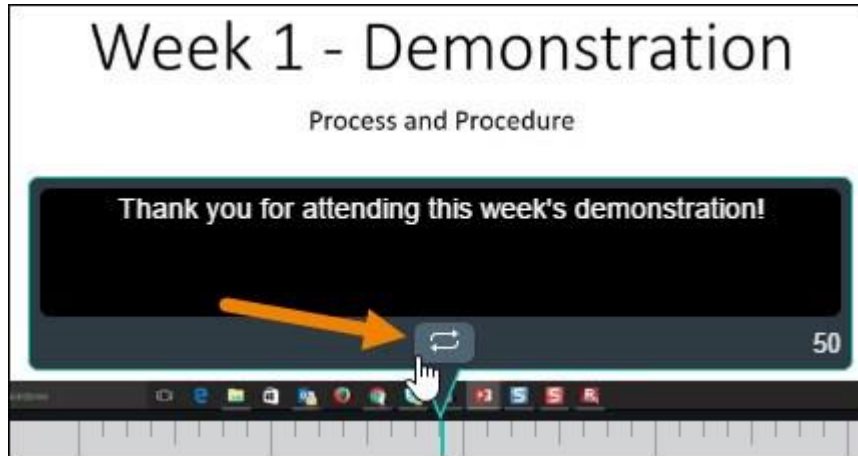 Week 1 - Demonstration
Process and Procedure
Thank you for attending this week's demonstration!
50